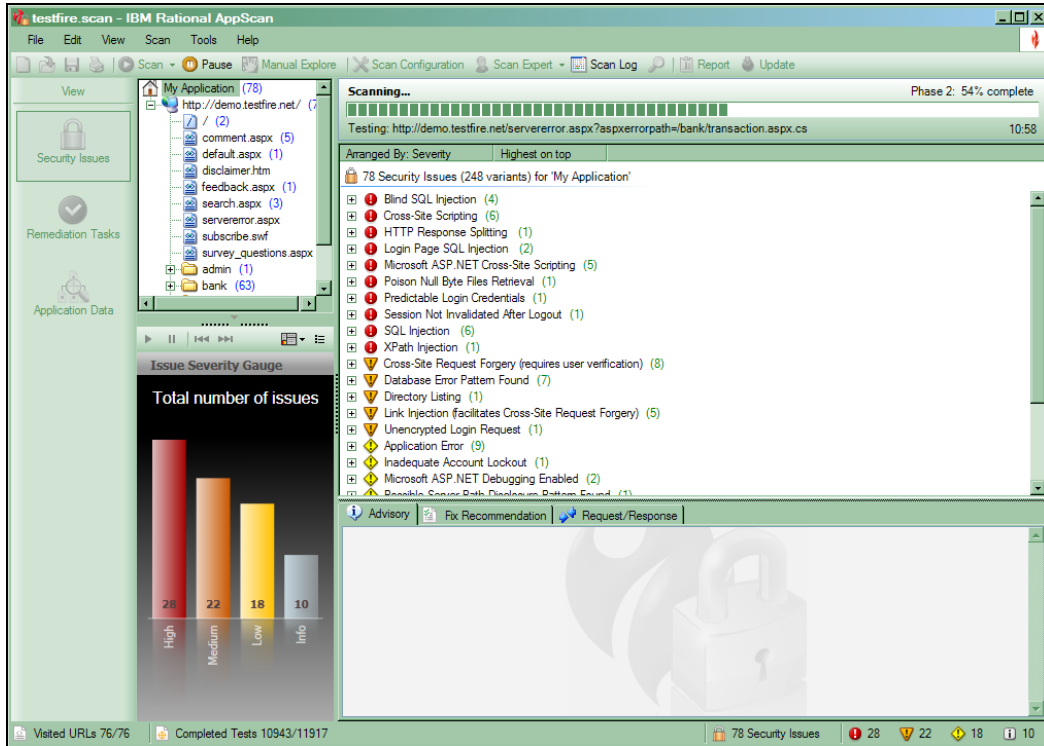 testfire.scan - IBM Rational AppScan
File Edit View Scan Tools Help
Scan Pause Manual Explore Scan Configuration Scan Expert Scan Log Report Update
View
Security Issues
Remediation Tasks
Application Data
My Application (78)
http://demo.testfire.net/
/ (2)
comment.aspx (5)
default.aspx (1)
disclaimer.htm
feedback.aspx (1)
search.aspx (3)
servererror.aspx
subscribe.swf
survey_questions.aspx
admin (1)
bank (63)
Issue Severity Gauge
Total number of issues
28 22 18 10
High Medium Low Info
Scanning... Phase 2: 54% complete
Testing: http://demo.testfire.net/servererror.aspx?aspxerrorpath=/bank/transaction.aspx.cs 10:58
Arranged By: Severity Highest on top
78 Security Issues (248 variants) for 'My Application'
Blind SQL Injection (4)
Cross-Site Scripting (6)
HTTP Response Splitting (1)
Login Page SQL Injection (2)
Microsoft ASP.NET Cross-Site Scripting (5)
Poison Null Byte Files Retrieval (1)
Predictable Login Credentials (1)
Session Not Invalidated After Logout (1)
SQL Injection (6)
XPath Injection (1)
Cross-Site Request Forgery (requires user verification) (8)
Database Error Pattern Found (7)
Directory Listing (1)
Link Injection (facilitates Cross-Site Request Forgery) (5)
Unencrypted Login Request (1)
Application Error (9)
Inadequate Account Lockout (1)
Microsoft ASP.NET Debugging Enabled (2)
Possible Server Path Disclosure Pattern Found (1)
Advisory Fix Recommendation Request/Response
Visited URLs 76/76 Completed Tests 10943/11917 78 Security Issues 28 22 18 10